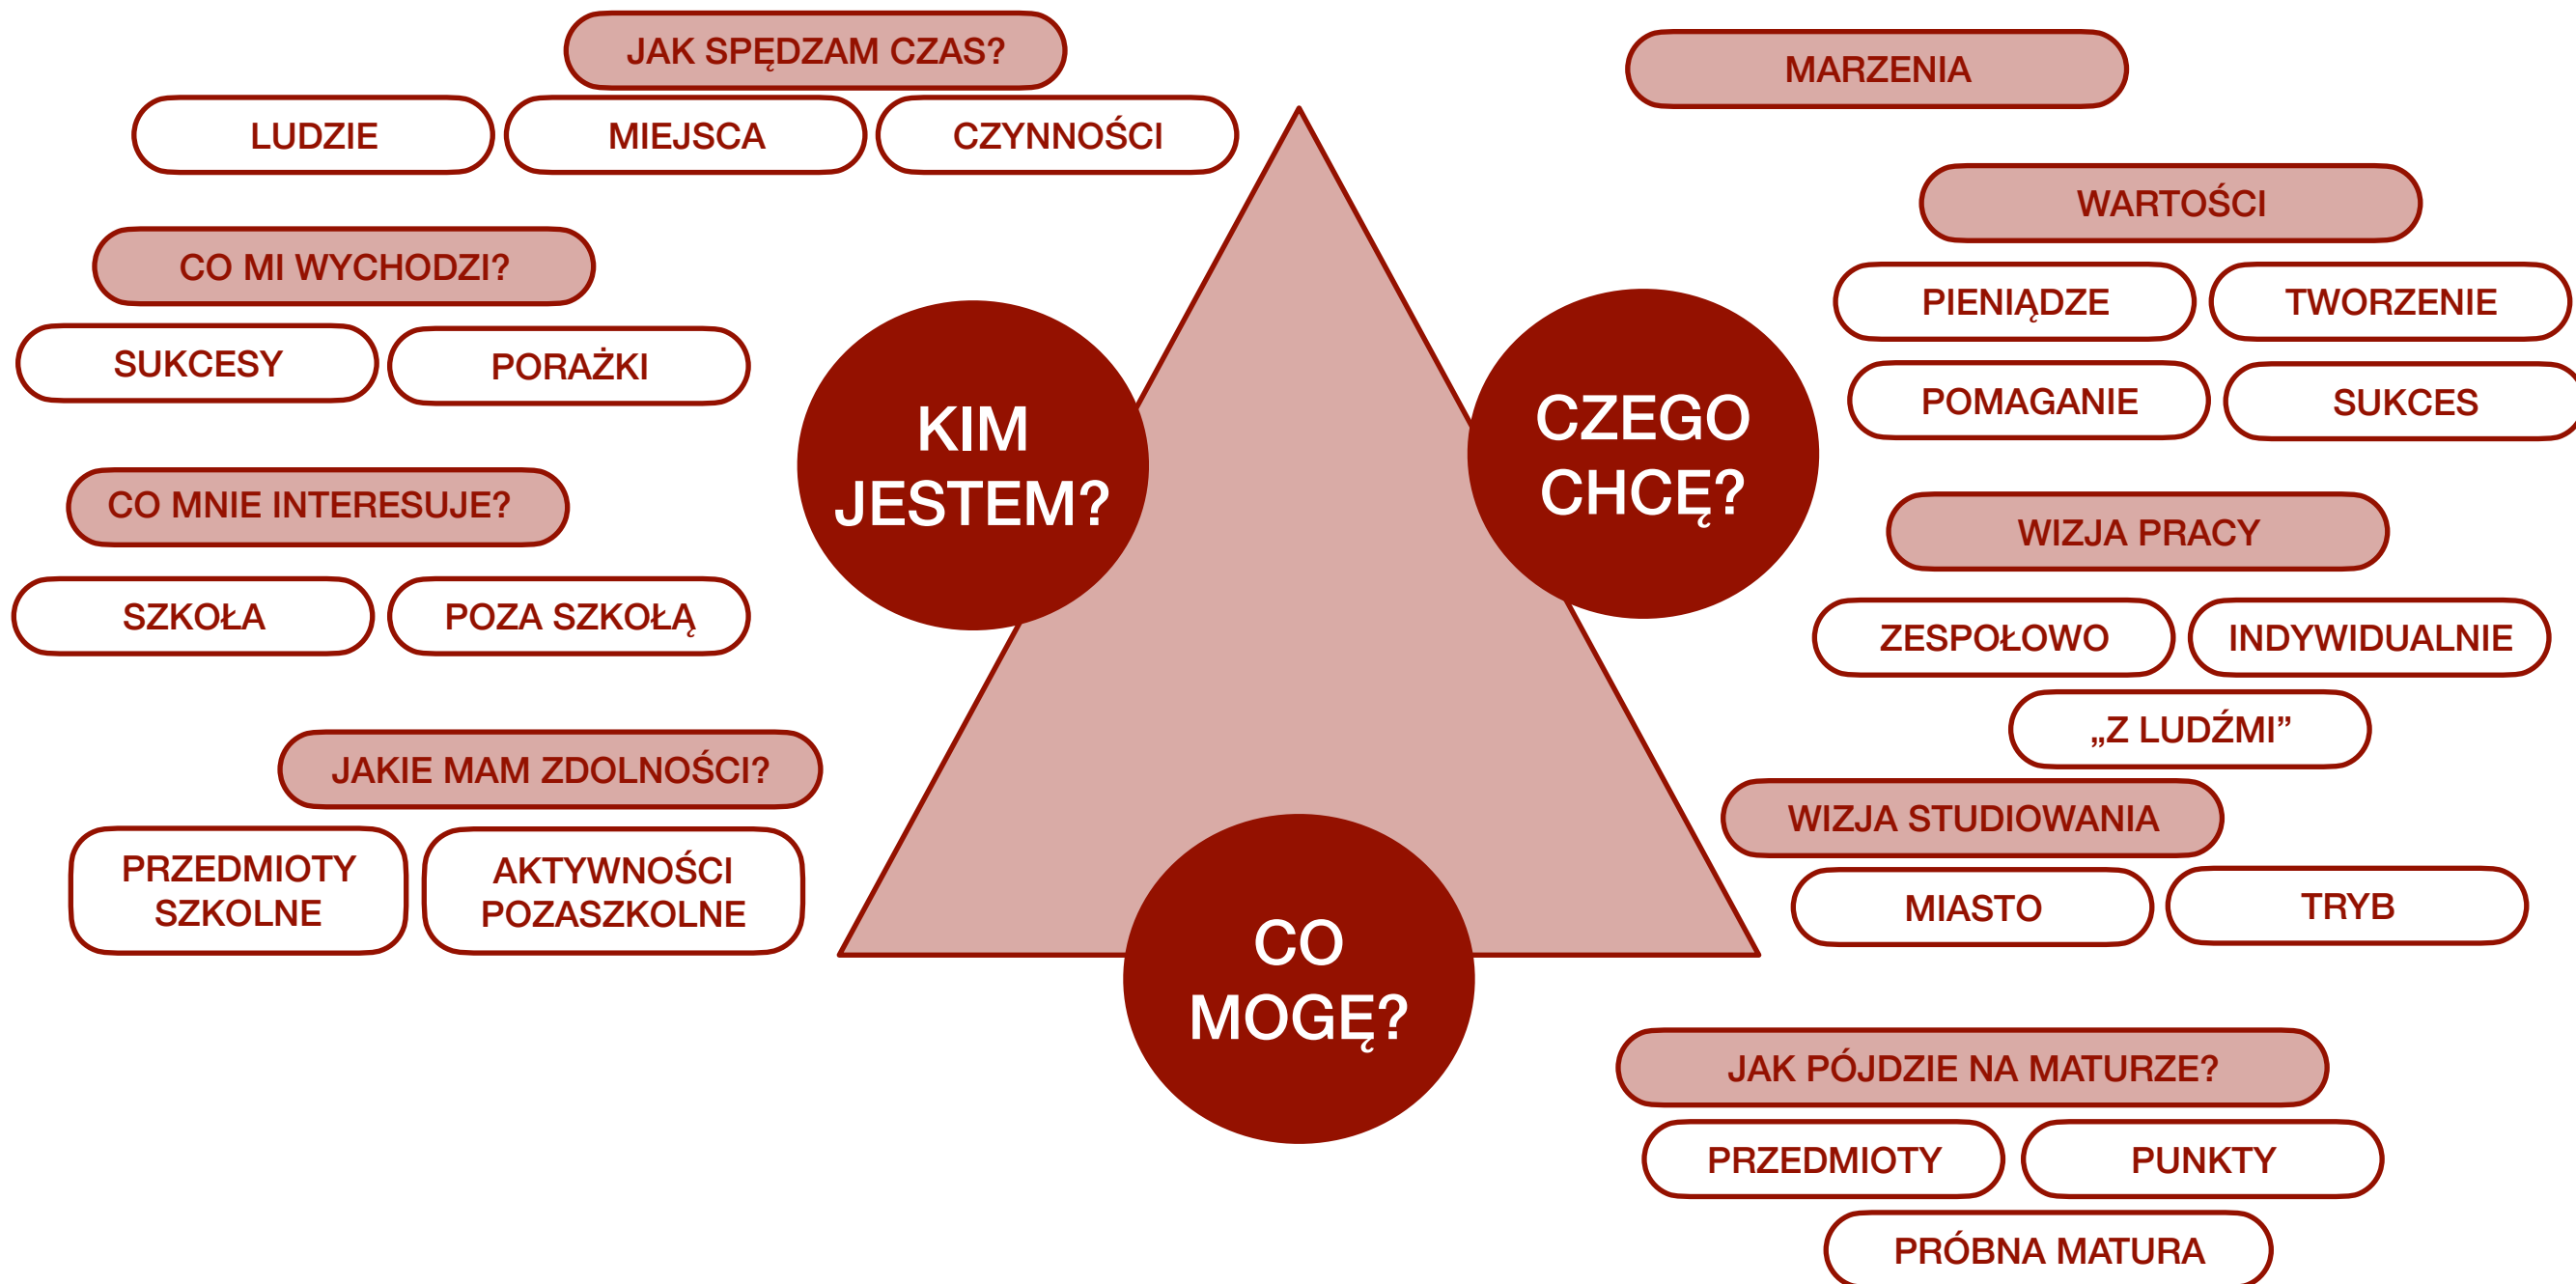 JAK SPĘDZAM CZAS?
LUDZIE
MIEJSCA
CZYNNOŚCI
CO MI WYCHODZI?
SUKCESY
PORAŻKI
CO MNIE INTERESUJE?
SZKOŁA
POZA SZKOŁĄ
JAKIE MAM ZDOLNOŚCI?
PRZEDMIOTY
SZKOLNE
AKTYWNOŚCI
POZASZKOLNE
KIM
JESTEM?
CZEGO
CHCĘ?
CO
MOGĘ?
MARZENIA
WARTOŚCI
PIENIĄDZE
TWORZENIE
POMAGANIE
SUKCES
WIZJA PRACY
ZESPOŁOWO
INDYWIDUALNIE
„Z LUDŹMI”
WIZJA STUDIOWANIA
MIASTO
TRYB
JAK PÓJDZIE NA MATURZE?
PRZEDMIOTY
PUNKTY
PRÓBNA MATURA